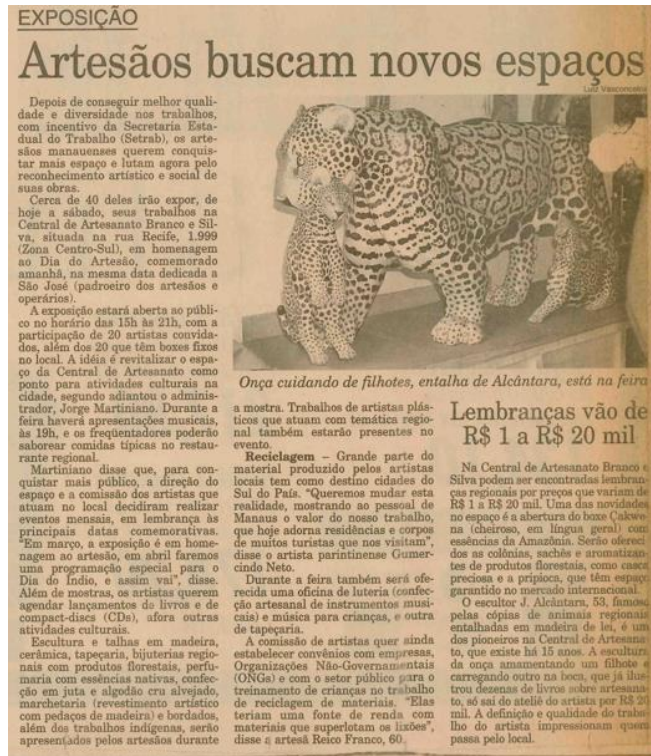 EXPOSIÇÃO
Artesãos buscam novos espaços
Luiz Vasconcelos
Depois de conseguir melhor quali-
dade e diversidade nos trabalhos,
com incentivo da Secretaria Esta-
dual do Trabalho (Setrab), os arte-
sãos manauenses querem conquis-
tar mais espaço e lutam agora pelo
reconhecimento artístico e social de
suas obras.
Cerca de 40 deles irão expor, de
hoje a sábado, seus trabalhos na
Central de Artesanato Branco e Sil-
va, situada na rua Recife, 1.999
(Zona Centro-Sul), em homenagem
ao Dia do Artesão, comemorado
amanhã, na mesma data dedicada a
São José (padroeiro dos artesãos e
operários).
A exposição estará aberta ao públi-
co no horário das 15h às 21h, com a
participação de 20 artistas convida-
dos, além dos 20 que têm boxes fixos
no local. A idéia é revitalizar o espa-
ço da Central de Artesanato como
ponto para atividades culturais na
cidade, segundo adiantou o adminis-
trador, Jorge Martiniano. Durante a
feira haverá apresentações musicais,
às 19h, e os freqüentadores poderão
saborear comidas típicas no restau-
rante regional.
Martiniano disse que, para con-
quistar mais público, a direção do
espaço e a comissão dos artistas que
atuam no local decidiram realizar
eventos mensais, em lembrança às
principais datas comemorativas.
"Em março, a exposição é em home-
nagem ao artesão, em abril faremos
uma programação especial para o
Dia do Índio, e assim vai", disse.
Além de mostras, os artistas querem
agendar lançamentos de livros e de
compact-discs (CDs), afora outras
atividades culturais.
Escultura e talhas em madeira,
cerâmica, tapeçaria, bijuterias regio-
nais com produtos florestais, perfu-
maria com essências nativas, confec-
ção em juta e algodão cru alvejado,
marchetaria (revestimento artístico
com pedaços de madeira) e bordados,
além dos trabalhos indígenas, serão
apresentados pelos artesãos durante
Onça cuidando de filhotes, entalha de Alcântara, está na feira
a mostra. Trabalhos de artistas plás-
ticos que atuam com temática regio-
nal também estarão presentes no
evento.
Reciclagem – Grande parte do
material produzido pelos artistas
locais tem como destino cidades do
Sul do País. "Queremos mudar esta
realidade, mostrando ao pessoal de
Manaus o valor do nosso trabalho,
que hoje adorna residências e corpos
de muitos turistas que nos visitam",
disse o artista parintinense Gumer-
cindo Neto.
Durante a feira também será ofe-
recida uma oficina de luteria (confec-
ção artesanal de instrumentos musi-
cais) e música para crianças, e outra
de tapeçaria.
A comissão de artistas quer ainda
estabelecer convênios com empresas,
Organizações Não-Governamentais
(ONGs) e com o setor público para o
treinamento de crianças no trabalho
de reciclagem de materiais. "Elas
teriam uma fonte de renda com
materiais que superlotam os lixões",
disse a artesã Reico Franco, 60.
Lembranças vão de
R$ 1 a R$ 20 mil
Na Central de Artesanato Branco e
Silva podem ser encontradas lembran-
ças regionais por preços que variam de
R$ 1 a R$ 20 mil. Uma das novidades
no espaço é a abertura do boxe Çakwe-
na (cheiroso, em língua geral) com
essências da Amazônia. Serão ofereci-
dos as colônias, sachês e aromatizan-
tes de produtos florestais, como casca
preciosa e a pripioca, que têm espaço
garantido no mercado internacional.
O escultor J. Alcântara, 53, famoso
pelas cópias de animais regionais
entalhadas em madeira de lei, é um
dos pioneiros na Central de Artesana-
to, que existe há 15 anos. A escultura
da onça amamentando um filhote e
carregando outro na boca, que já ilus-
trou dezenas de livros sobre artesana-
to, só sai do ateliê do artista por R$ 20
mil. A definição e qualidade do traba-
lho do artista impressionam quem
passa pelo local.